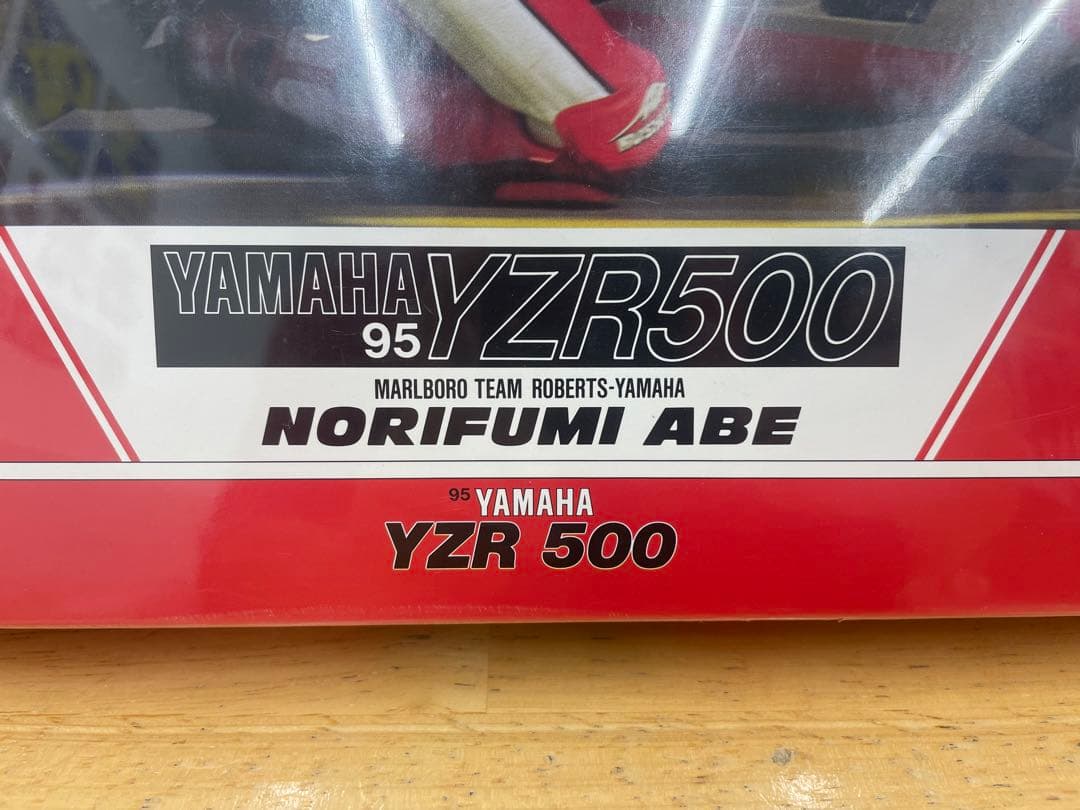 YAMAHA YZR500
95
MARLBORO TEAM ROBERTS-YAMAHA
NORIFUMI ABE
95 YAMAHA
YZR 500